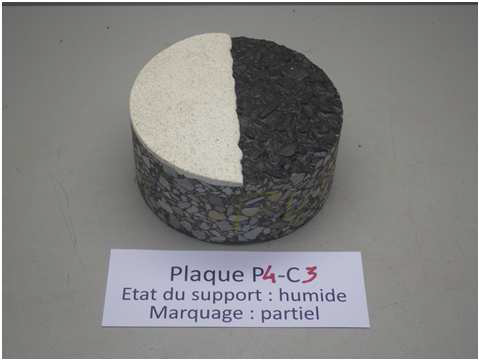 Plaque P4-C3
Etat du support : humide
Marquage : partiel